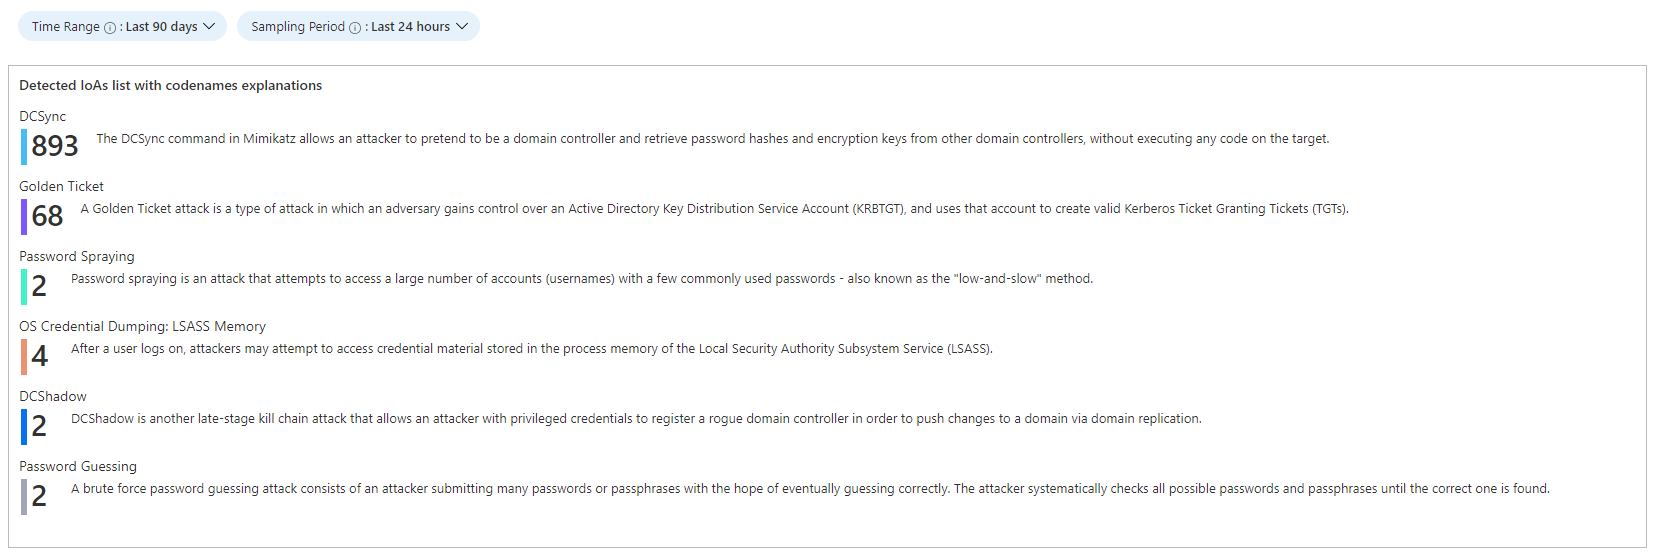 Time Range : Last 90 days
Sampling Period : Last 24 hours
Detected IoAs list with codenames explanations
DCSync
893 The DCSync command in Mimikatz allows an attacker to pretend to be a domain controller and retrieve password hashes and encryption keys from other domain controllers, without executing any code on the target.
Golden Ticket
68 A Golden Ticket attack is a type of attack in which an adversary gains control over an Active Directory Key Distribution Service Account (KRBTGT), and uses that account to create valid Kerberos Ticket Granting Tickets (TGTs).
Password Spraying
2 Password spraying is an attack that attempts to access a large number of accounts (usernames) with a few commonly used passwords - also known as the "low-and-slow" method.
OS Credential Dumping: LSASS Memory
4 After a user logs on, attackers may attempt to access credential material stored in the process memory of the Local Security Authority Subsystem Service (LSASS).
DCShadow
2 DCShadow is another late-stage kill chain attack that allows an attacker with privileged credentials to register a rogue domain controller in order to push changes to a domain via domain replication.
Password Guessing
2 A brute force password guessing attack consists of an attacker submitting many passwords or passphrases with the hope of eventually guessing correctly. The attacker systematically checks all possible passwords and passphrases until the correct one is found.